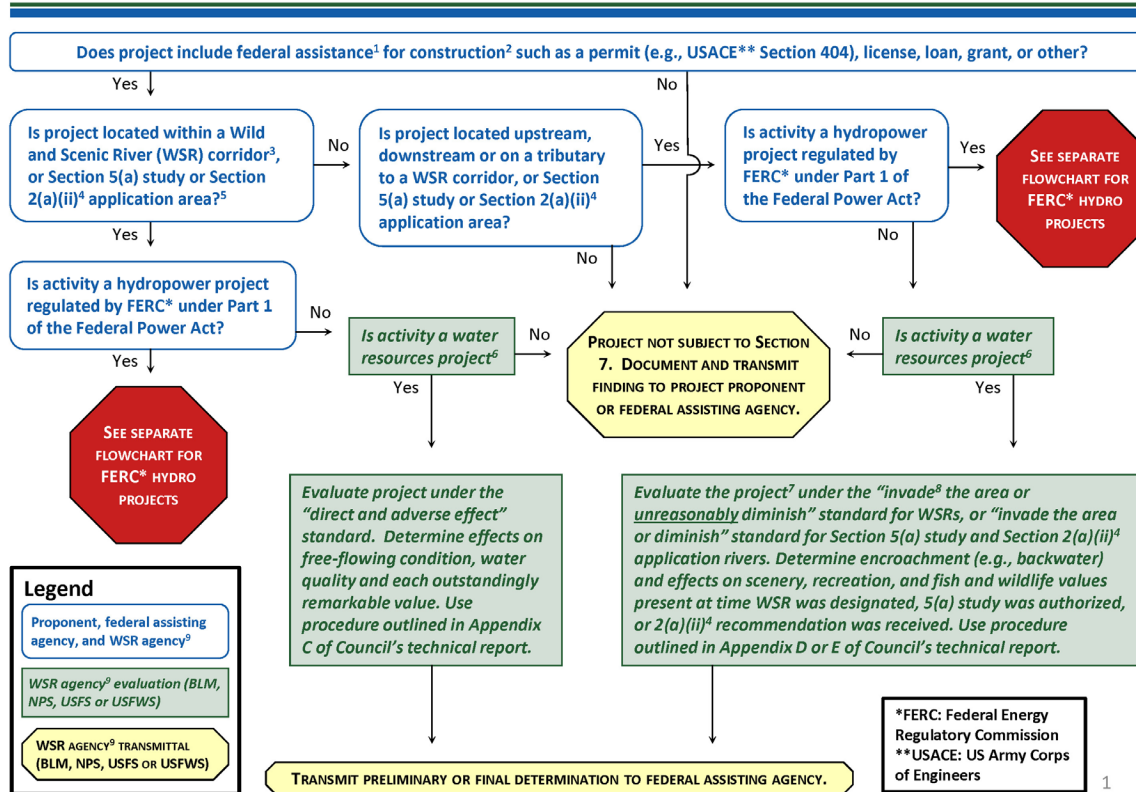 Does project include federal assistance¹ for construction² such as a permit (e.g., USACE** Section 404), license, loan, grant, or other?
Yes
No
Is project located within a Wild
and Scenic River (WSR) corridor³,
or Section 5(a) study or Section
2(a)(ii)⁴ application area?⁵
No
Is project located upstream,
downstream or on a tributary
to a WSR corridor, or Section
5(a) study or Section 2(a)(ii)⁴
application area?
Yes
Is activity a hydropower
project regulated by
FERC* under Part 1 of
the Federal Power Act?
Yes
SEE SEPARATE
FLOWCHART FOR
FERC* HYDRO
PROJECTS
Yes
No
No
Is activity a hydropower project
regulated by FERC* under Part 1
of the Federal Power Act?
No
Is activity a water
resources project⁶
No
PROJECT NOT SUBJECT TO SECTION
7. DOCUMENT AND TRANSMIT
FINDING TO PROJECT PROPONENT
OR FEDERAL ASSISTING AGENCY.
No
Is activity a water
resources project⁶
Yes
Yes
Yes
SEE SEPARATE
FLOWCHART FOR
FERC* HYDRO
PROJECTS
Evaluate project under the
“direct and adverse effect”
standard. Determine effects on
free-flowing condition, water
quality and each outstandingly
remarkable value. Use
procedure outlined in Appendix
C of Council’s technical report.
Evaluate the project⁷ under the “invade⁸ the area or
unreasonably diminish” standard for WSRs, or “invade the area
or diminish” standard for Section 5(a) study and Section 2(a)(ii)⁴
application rivers. Determine encroachment (e.g., backwater)
and effects on scenery, recreation, and fish and wildlife values
present at time WSR was designated, 5(a) study was authorized,
or 2(a)(ii)⁴ recommendation was received. Use procedure
outlined in Appendix D or E of Council’s technical report.
Legend
Proponent, federal assisting
agency, and WSR agency⁹
WSR agency⁹ evaluation (BLM,
NPS, USFS or USFWS)
WSR AGENCY⁹ TRANSMITTAL
(BLM, NPS, USFS OR USFWS)
TRANSMIT PRELIMINARY OR FINAL DETERMINATION TO FEDERAL ASSISTING AGENCY.
*FERC: Federal Energy
Regulatory Commission
**USACE: US Army Corps
of Engineers
1